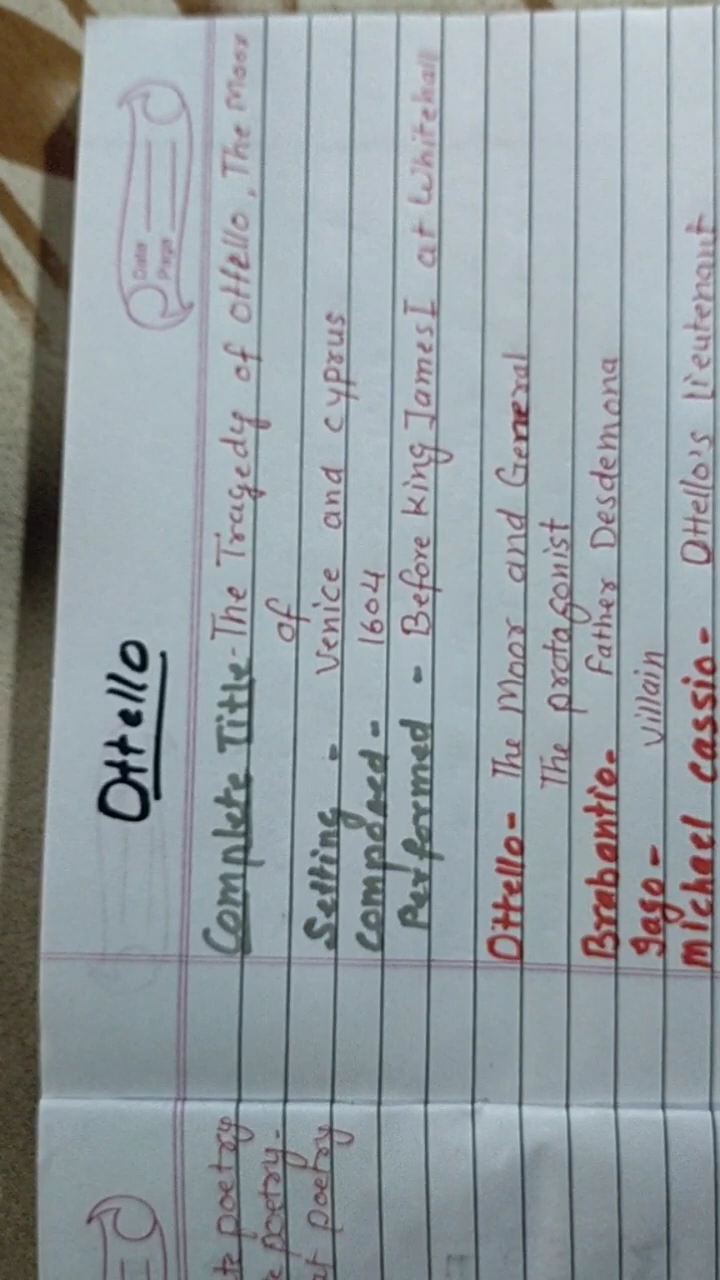 Date
Page
Ottello
Complete Title - The Tragedy of Ottello, The Moor
of
Setting - Venice and cyprus
composed - 1604
Performed - Before King James I at Whitehall
Ottello - The Moor and General
The protagonist
Brabantio - Father Desdemona
Iago - Villain
Michael cassio - Ottello's Lieutenant
poetry
poetry -
poetry